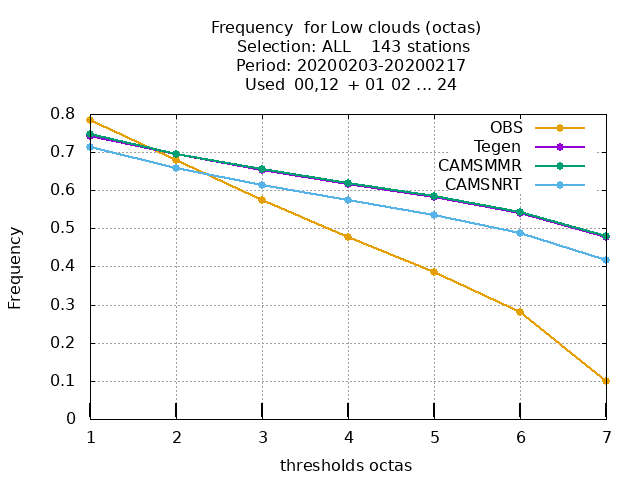 Frequency  for Low clouds (octas)
Selection: ALL    143 stations
Period: 20200203-20200217
Used  00,12  + 01 02 ... 24
OBS
Tegen
CAMSMMR
CAMSNRT
0.8
0.7
0.6
0.5
0.4
0.3
0.2
0.1
0
Frequency
1 2 3 4 5 6 7
thresholds octas